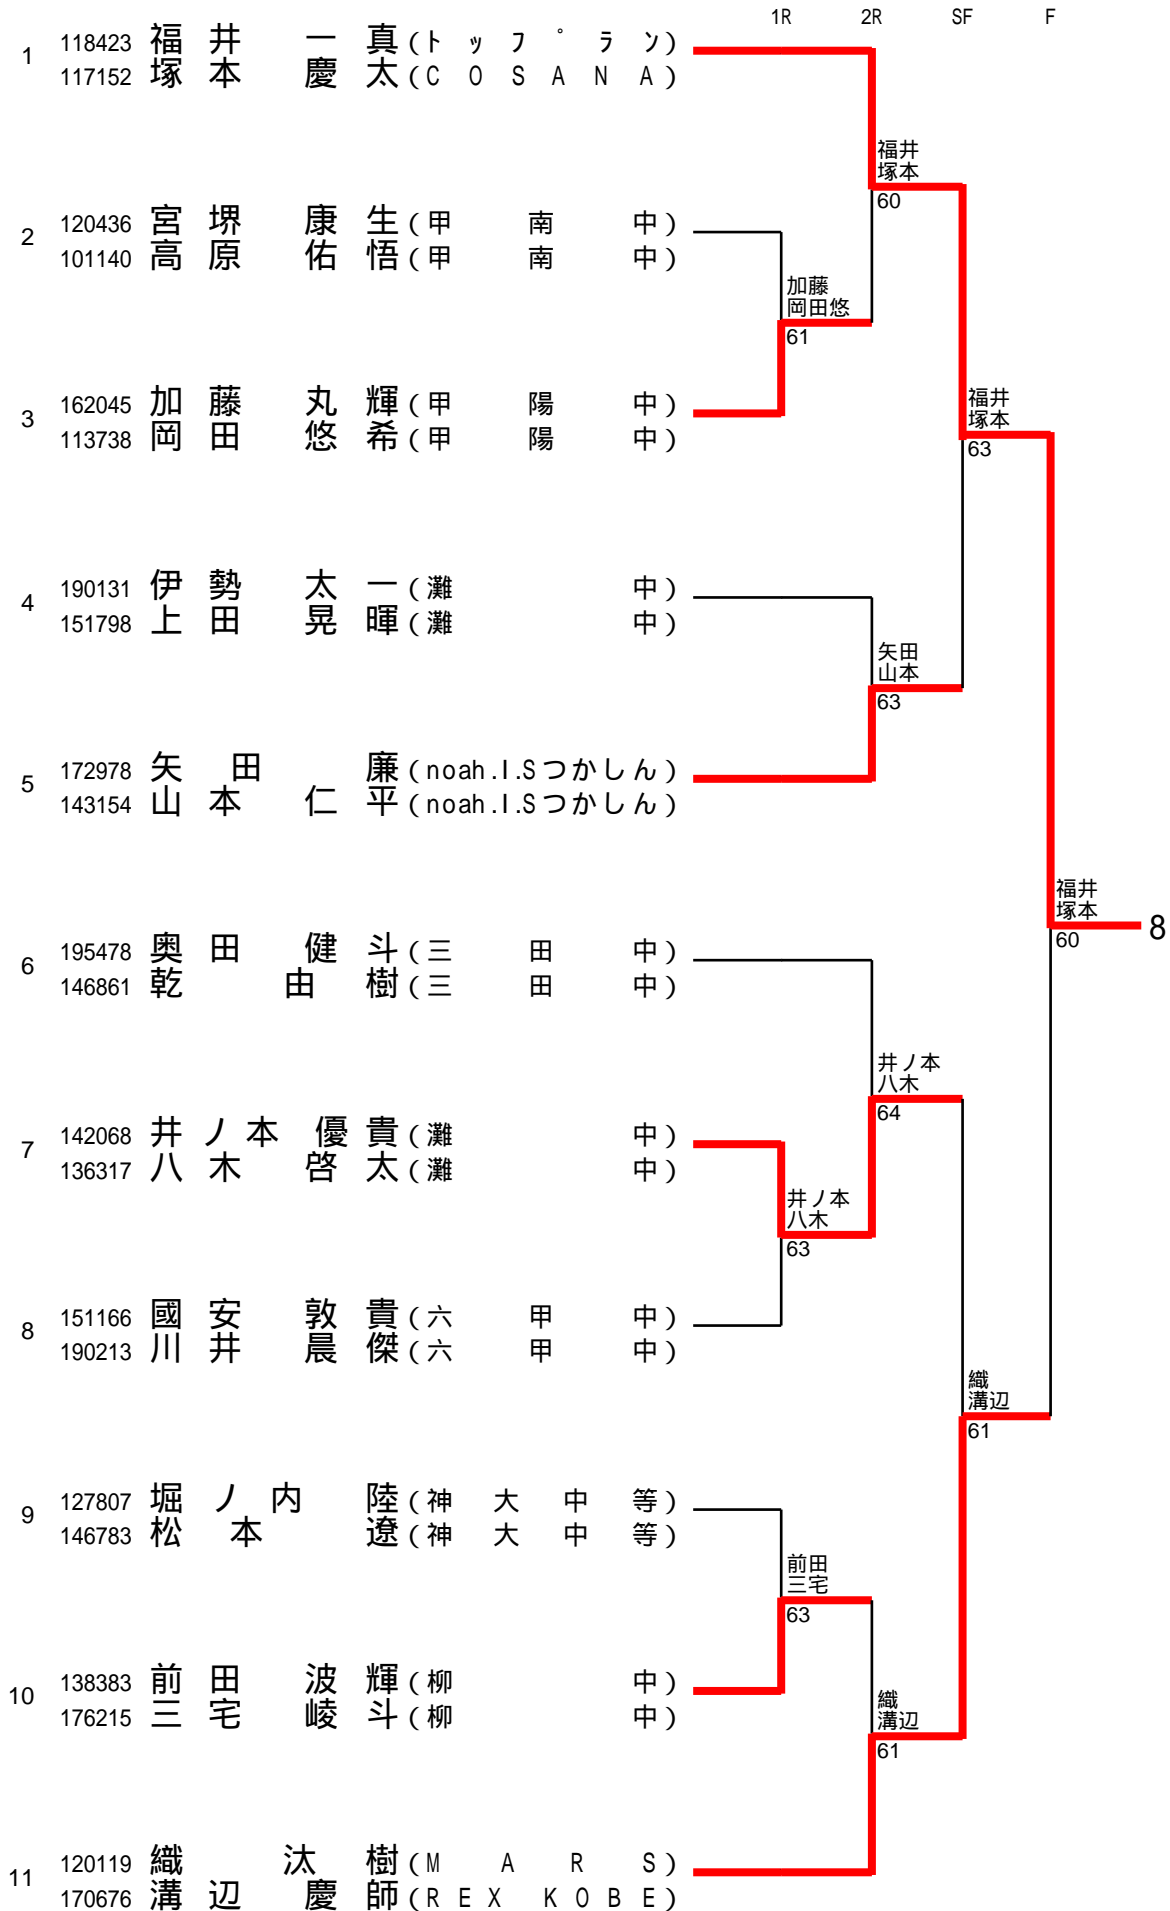 1R 2R SF F
1 118423 福井 一真(トップラン)
117152 塚本 慶太(COSANA)
福井
塚本
60
2 120436 宮堺 康生(甲南中)
101140 高原 佑悟(甲南中)
加藤
岡田悠
61
3 162045 加藤 丸輝(甲陽中)
113738 岡田 悠希(甲陽中)
福井
塚本
63
4 190131 伊勢 太一(灘中)
151798 上田 晃暉(灘中)
矢田
山本
63
5 172978 矢田 廉(noah.I.Sつかしん)
143154 山本 仁平(noah.I.Sつかしん)
福井
塚本
60
8
6 195478 奥田 健斗(三田中)
146861 乾 由樹(三田中)
井ノ本
八木
64
7 142068 井ノ本 優貴(灘中)
136317 八木 啓太(灘中)
井ノ本
八木
63
8 151166 國安 敦貴(六甲中)
190213 川井 晨傑(六甲中)
織
溝辺
61
9 127807 堀ノ内 陸(神大中等)
146783 松本 遼(神大中等)
前田
三宅
63
10 138383 前田 波輝(柳中)
176215 三宅 崚斗(柳中)
織
溝辺
61
11 120119 織 汰樹(MARS)
170676 溝辺 慶師(REX KOBE)